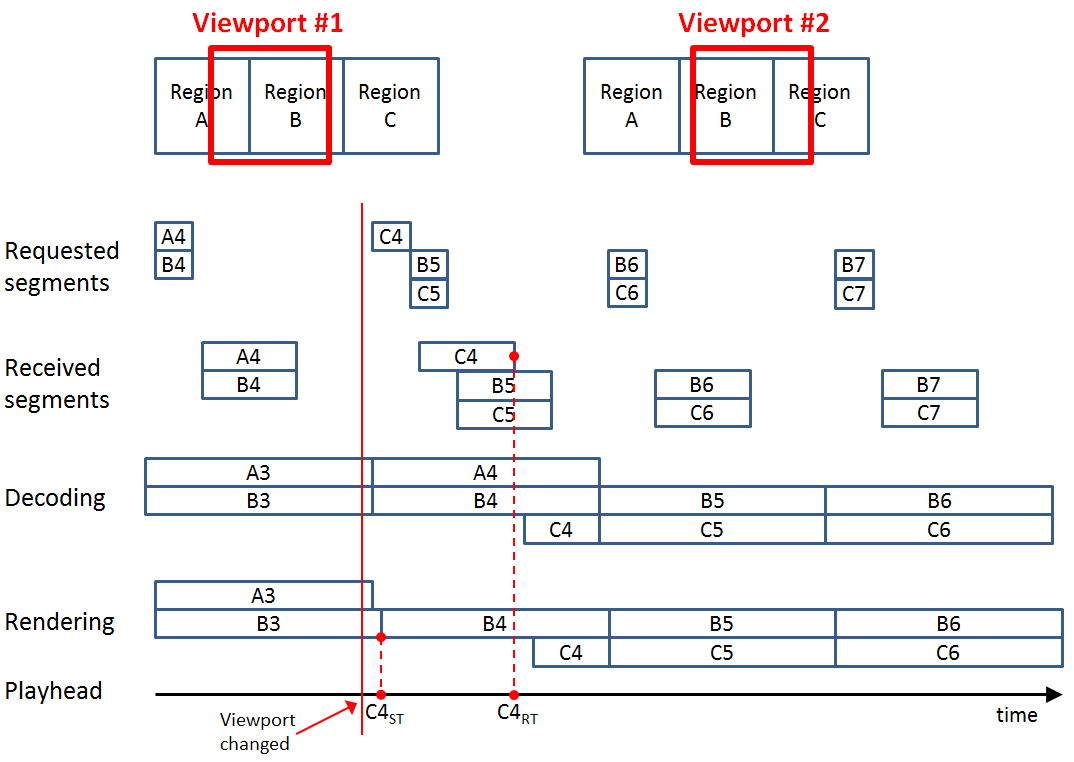 Viewport #1
Viewport #2
Region A
Region B
Region C
Region A
Region B
Region C
Requested segments
A4
B4
C4
B5
C5
B6
C6
B7
C7
Received segments
A4
B4
C4
B5
C5
B6
C6
B7
C7
Decoding
A3
A4
B3
B4
B5
B6
C4
C5
C6
Rendering
A3
B3
B4
B5
B6
C4
C5
C6
Playhead
Viewport changed
C4ST
C4RT
time